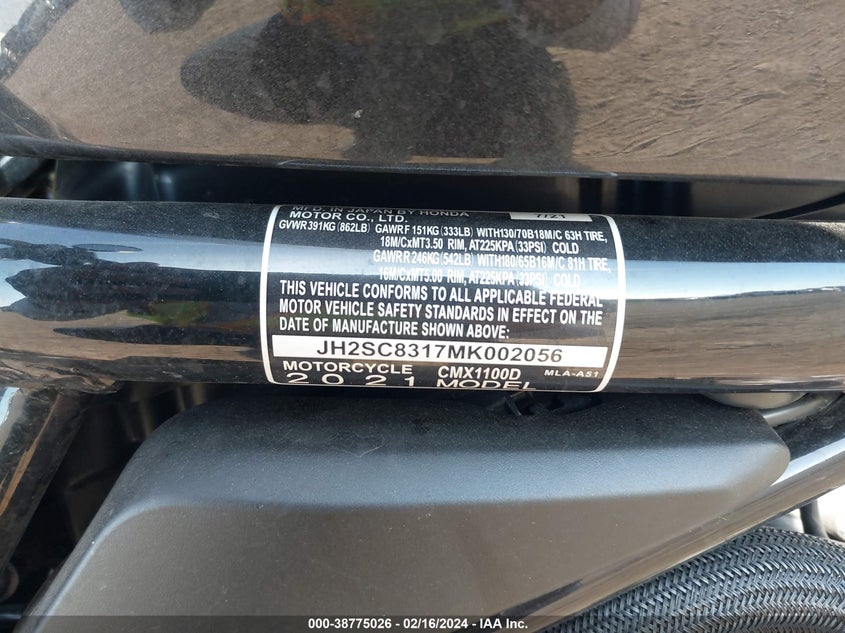 MFD. IN JAPAN BY HONDA 7/21
MOTOR CO., LTD.
GVWR 391KG (862LB) GAWR F 151KG (333LB) WITH130/70B18M/C 63H TIRE,
18M/CxMT3.50 RIM, AT225KPA (33PSI) COLD
GAWR R 246KG (542LB) WITH180/65B16M/C 81H TIRE,
16M/CxMT5.00 RIM, AT225KPA (33PSI) COLD
THIS VEHICLE CONFORMS TO ALL APPLICABLE FEDERAL
MOTOR VEHICLE SAFETY STANDARDS IN EFFECT ON THE
DATE OF MANUFACTURE SHOWN ABOVE:
JH2SC8317MK002056
MOTORCYCLE CMX1100D MLA-A51
2021 MODEL
000-38775026 - 02/16/2024 - © IAA Inc.